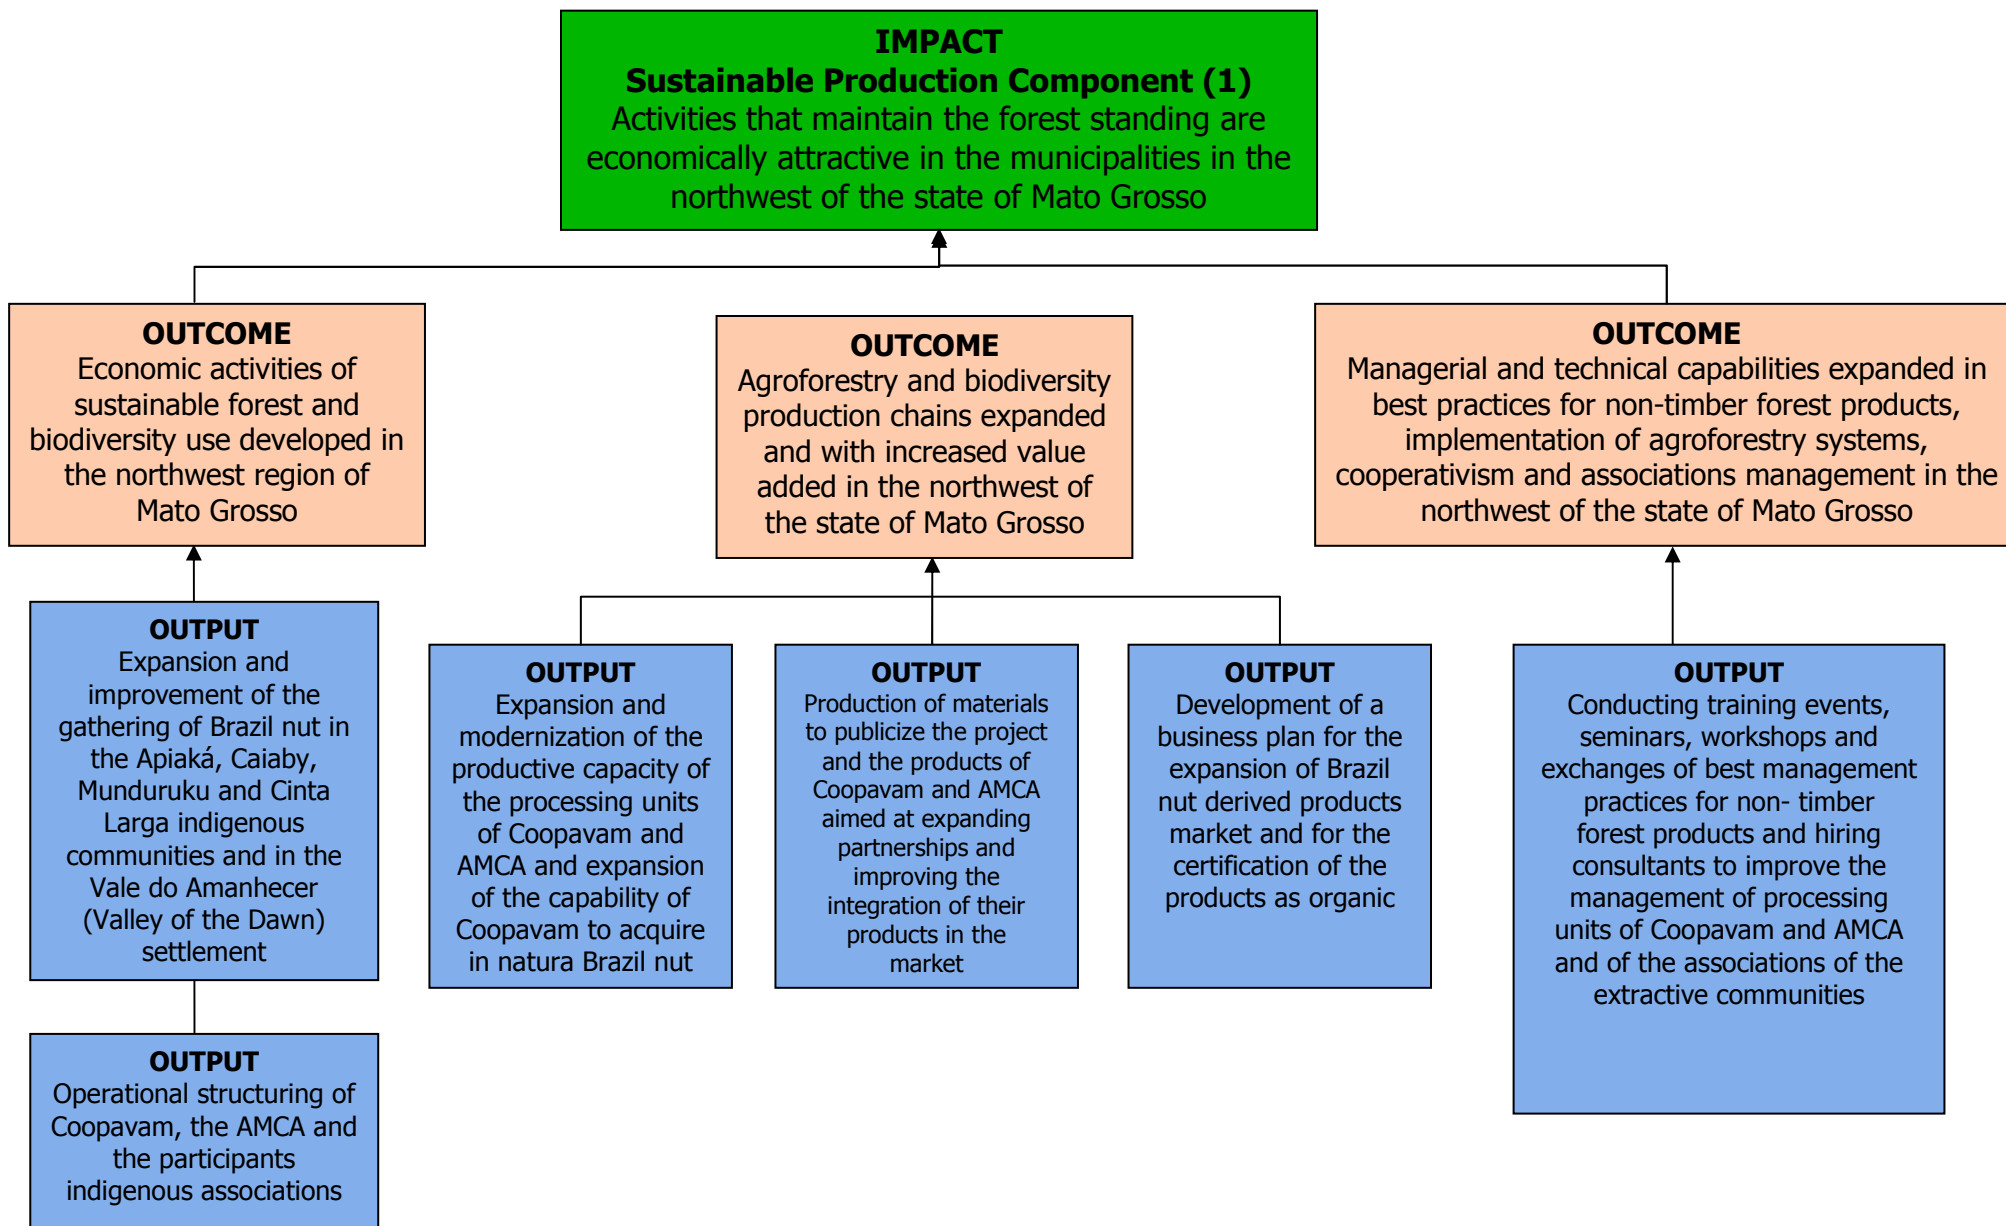 IMPACT
Sustainable Production Component (1)
Activities that maintain the forest standing are
economically attractive in the municipalities in the
northwest of the state of Mato Grosso
OUTCOME
Economic activities of
sustainable forest and
biodiversity use developed in
the northwest region of
Mato Grosso
OUTCOME
Agroforestry and biodiversity
production chains expanded
and with increased value
added in the northwest of
the state of Mato Grosso
OUTCOME
Managerial and technical capabilities expanded in
best practices for non-timber forest products,
implementation of agroforestry systems,
cooperativism and associations management in the
northwest of the state of Mato Grosso
OUTPUT
Expansion and
improvement of the
gathering of Brazil nut in
the Apiaká, Caiaby,
Munduruku and Cinta
Larga indigenous
communities and in the
Vale do Amanhecer
(Valley of the Dawn)
settlement
OUTPUT
Expansion and
modernization of the
productive capacity of
the processing units
of Coopavam and
AMCA and expansion
of the capability of
Coopavam to acquire
in natura Brazil nut
OUTPUT
Production of materials
to publicize the project
and the products of
Coopavam and AMCA
aimed at expanding
partnerships and
improving the
integration of their
products in the
market
OUTPUT
Development of a
business plan for the
expansion of Brazil
nut derived products
market and for the
certification of the
products as organic
OUTPUT
Conducting training events,
seminars, workshops and
exchanges of best management
practices for non- timber
forest products and hiring
consultants to improve the
management of processing
units of Coopavam and AMCA
and of the associations of the
extractive communities
OUTPUT
Operational structuring of
Coopavam, the AMCA and
the participants
indigenous associations